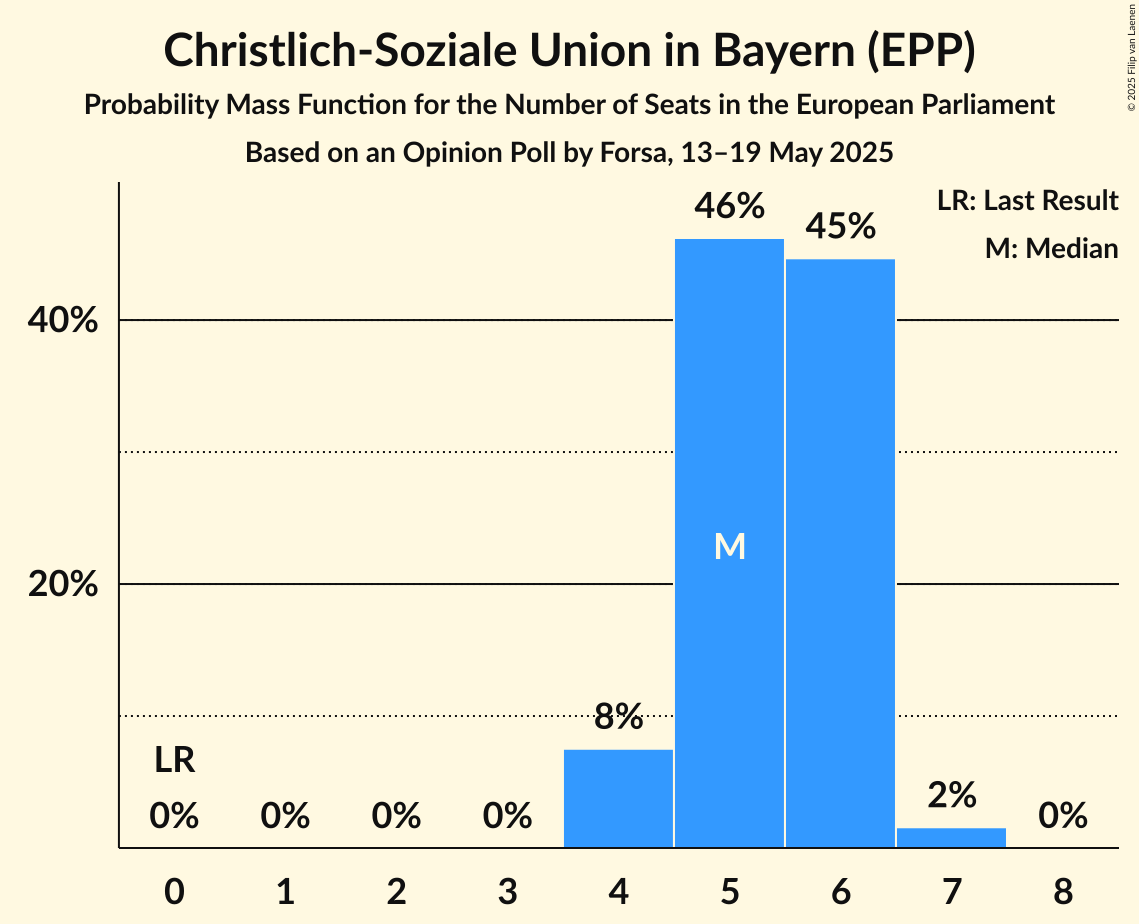 Christlich-Soziale Union in Bayern (EPP)
Probability Mass Function for the Number of Seats in the European Parliament
Based on an Opinion Poll by Forsa, 13–19 May 2025
© 2025 Filip van Laenen
LR: Last Result
M: Median
46%
45%
40%
M
20%
8%
LR
2%
0%
0%
0%
0%
0%
0
1
2
3
4
5
6
7
8